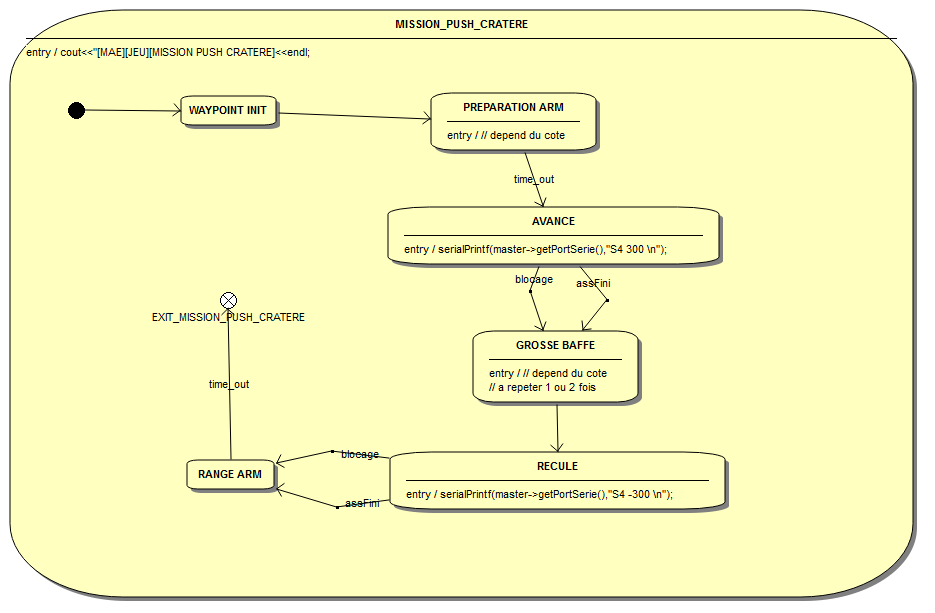 MISSION_PUSH_CRATERE
entry / cout<<"[MAE][JEU][MISSION PUSH CRATERE]<<endl;
WAYPOINT INIT
PREPARATION ARM
entry / // depend du cote
time_out
AVANCE
entry / serialPrintf(master->getPortSerie(),"S4 300 \n");
blocage
assFini
EXIT_MISSION_PUSH_CRATERE
GROSSE BAFFE
entry / // depend du cote
// a repeter 1 ou 2 fois
time_out
blocage
RANGE ARM
RECULE
entry / serialPrintf(master->getPortSerie(),"S4 -300 \n");
assFini